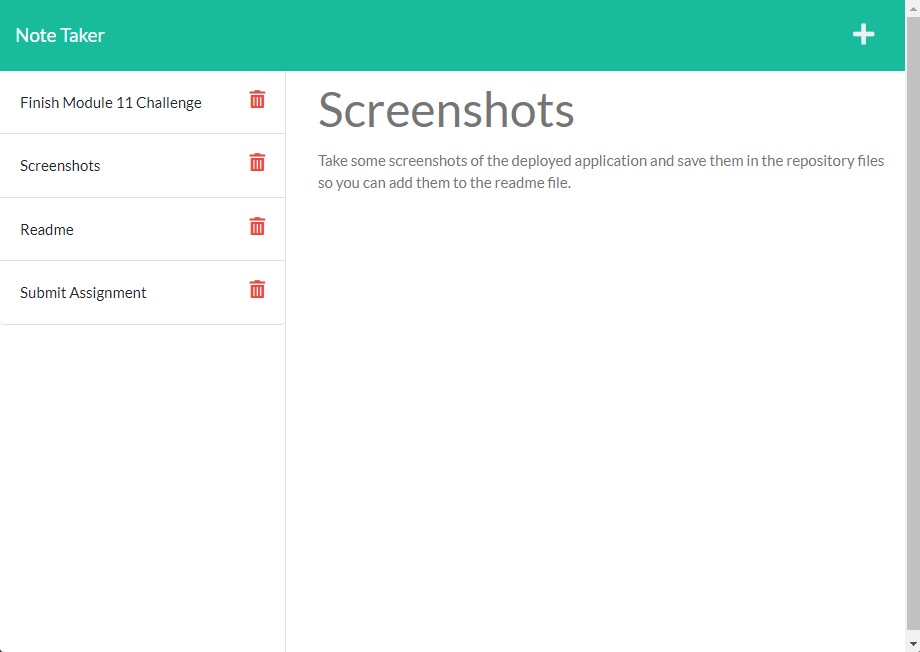 Note Taker
Finish Module 11 Challenge
Screenshots
Readme
Submit Assignment
Screenshots
Take some screenshots of the deployed application and save them in the repository files
so you can add them to the readme file.